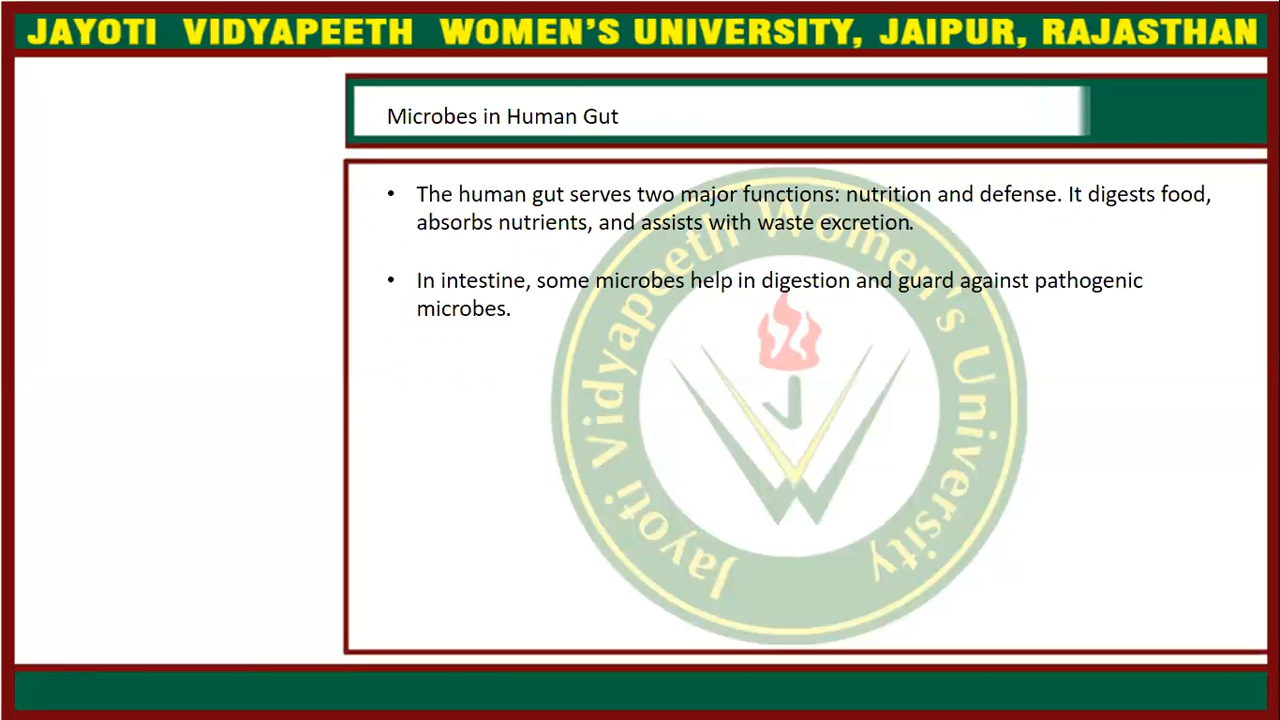 JAYOTI VIDYAPEETH WOMEN'S UNIVERSITY, JAIPUR, RAJASTHAN
Microbes in Human Gut
• The human gut serves two major functions: nutrition and defense. It digests food,
absorbs nutrients, and assists with waste excretion.
• In intestine, some microbes help in digestion and guard against pathogenic
microbes.
Jayoti Vidyapeeth Women's University